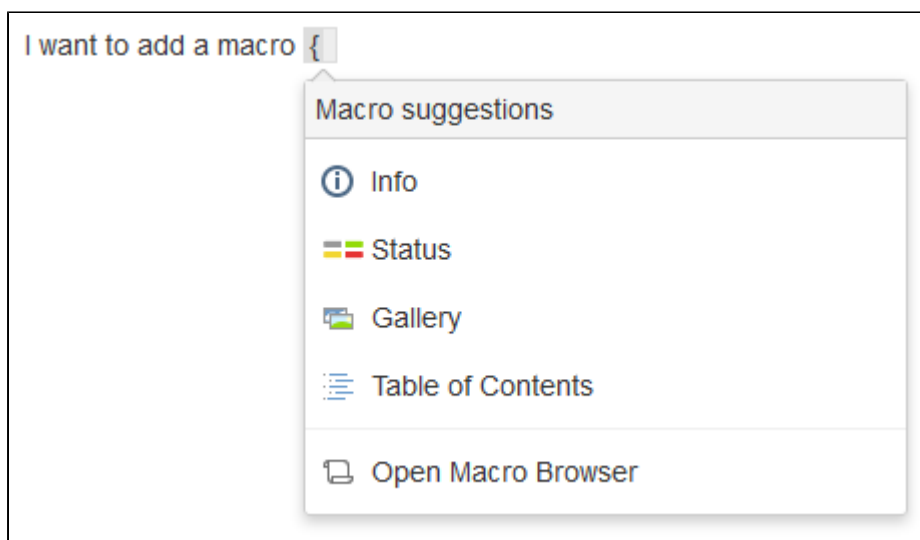 I want to add a macro {
Macro suggestions
Info
Status
Gallery
Table of Contents
Open Macro Browser